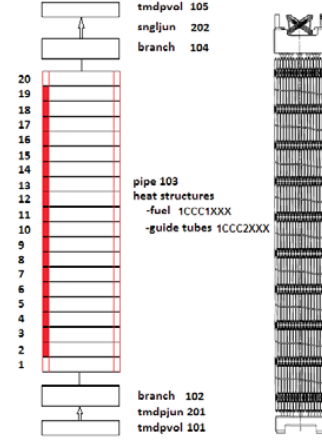 tmdpvol 105
sngljun 202
branch 104
20
19
18
17
16
15
14
13
12
11
10
9
8
7
6
5
4
3
2
1
pipe 103
heat structures
-fuel 1CCC1XXX
-guide tubes 1CCC2XXX
branch 102
tmdpjun 201
tmdpvol 101